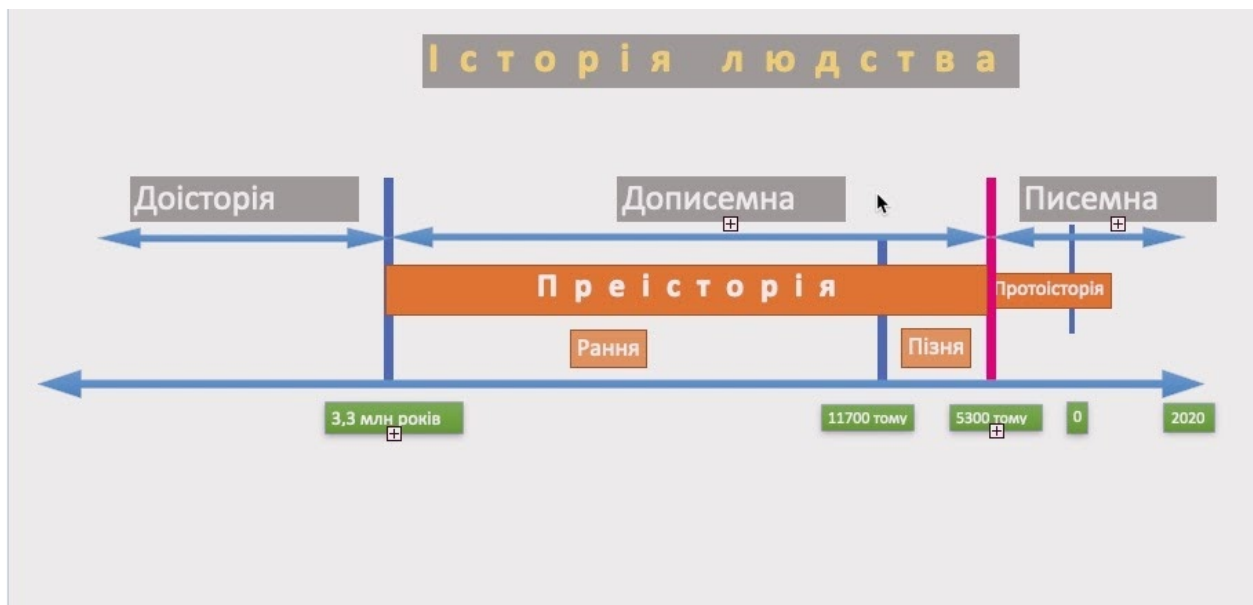 Історія людства
Доісторія
Дописемна
Писемна
Преісторія
Протоісторія
Рання
Пізня
3,3 млн років
11700 тому
5300 тому
0
2020